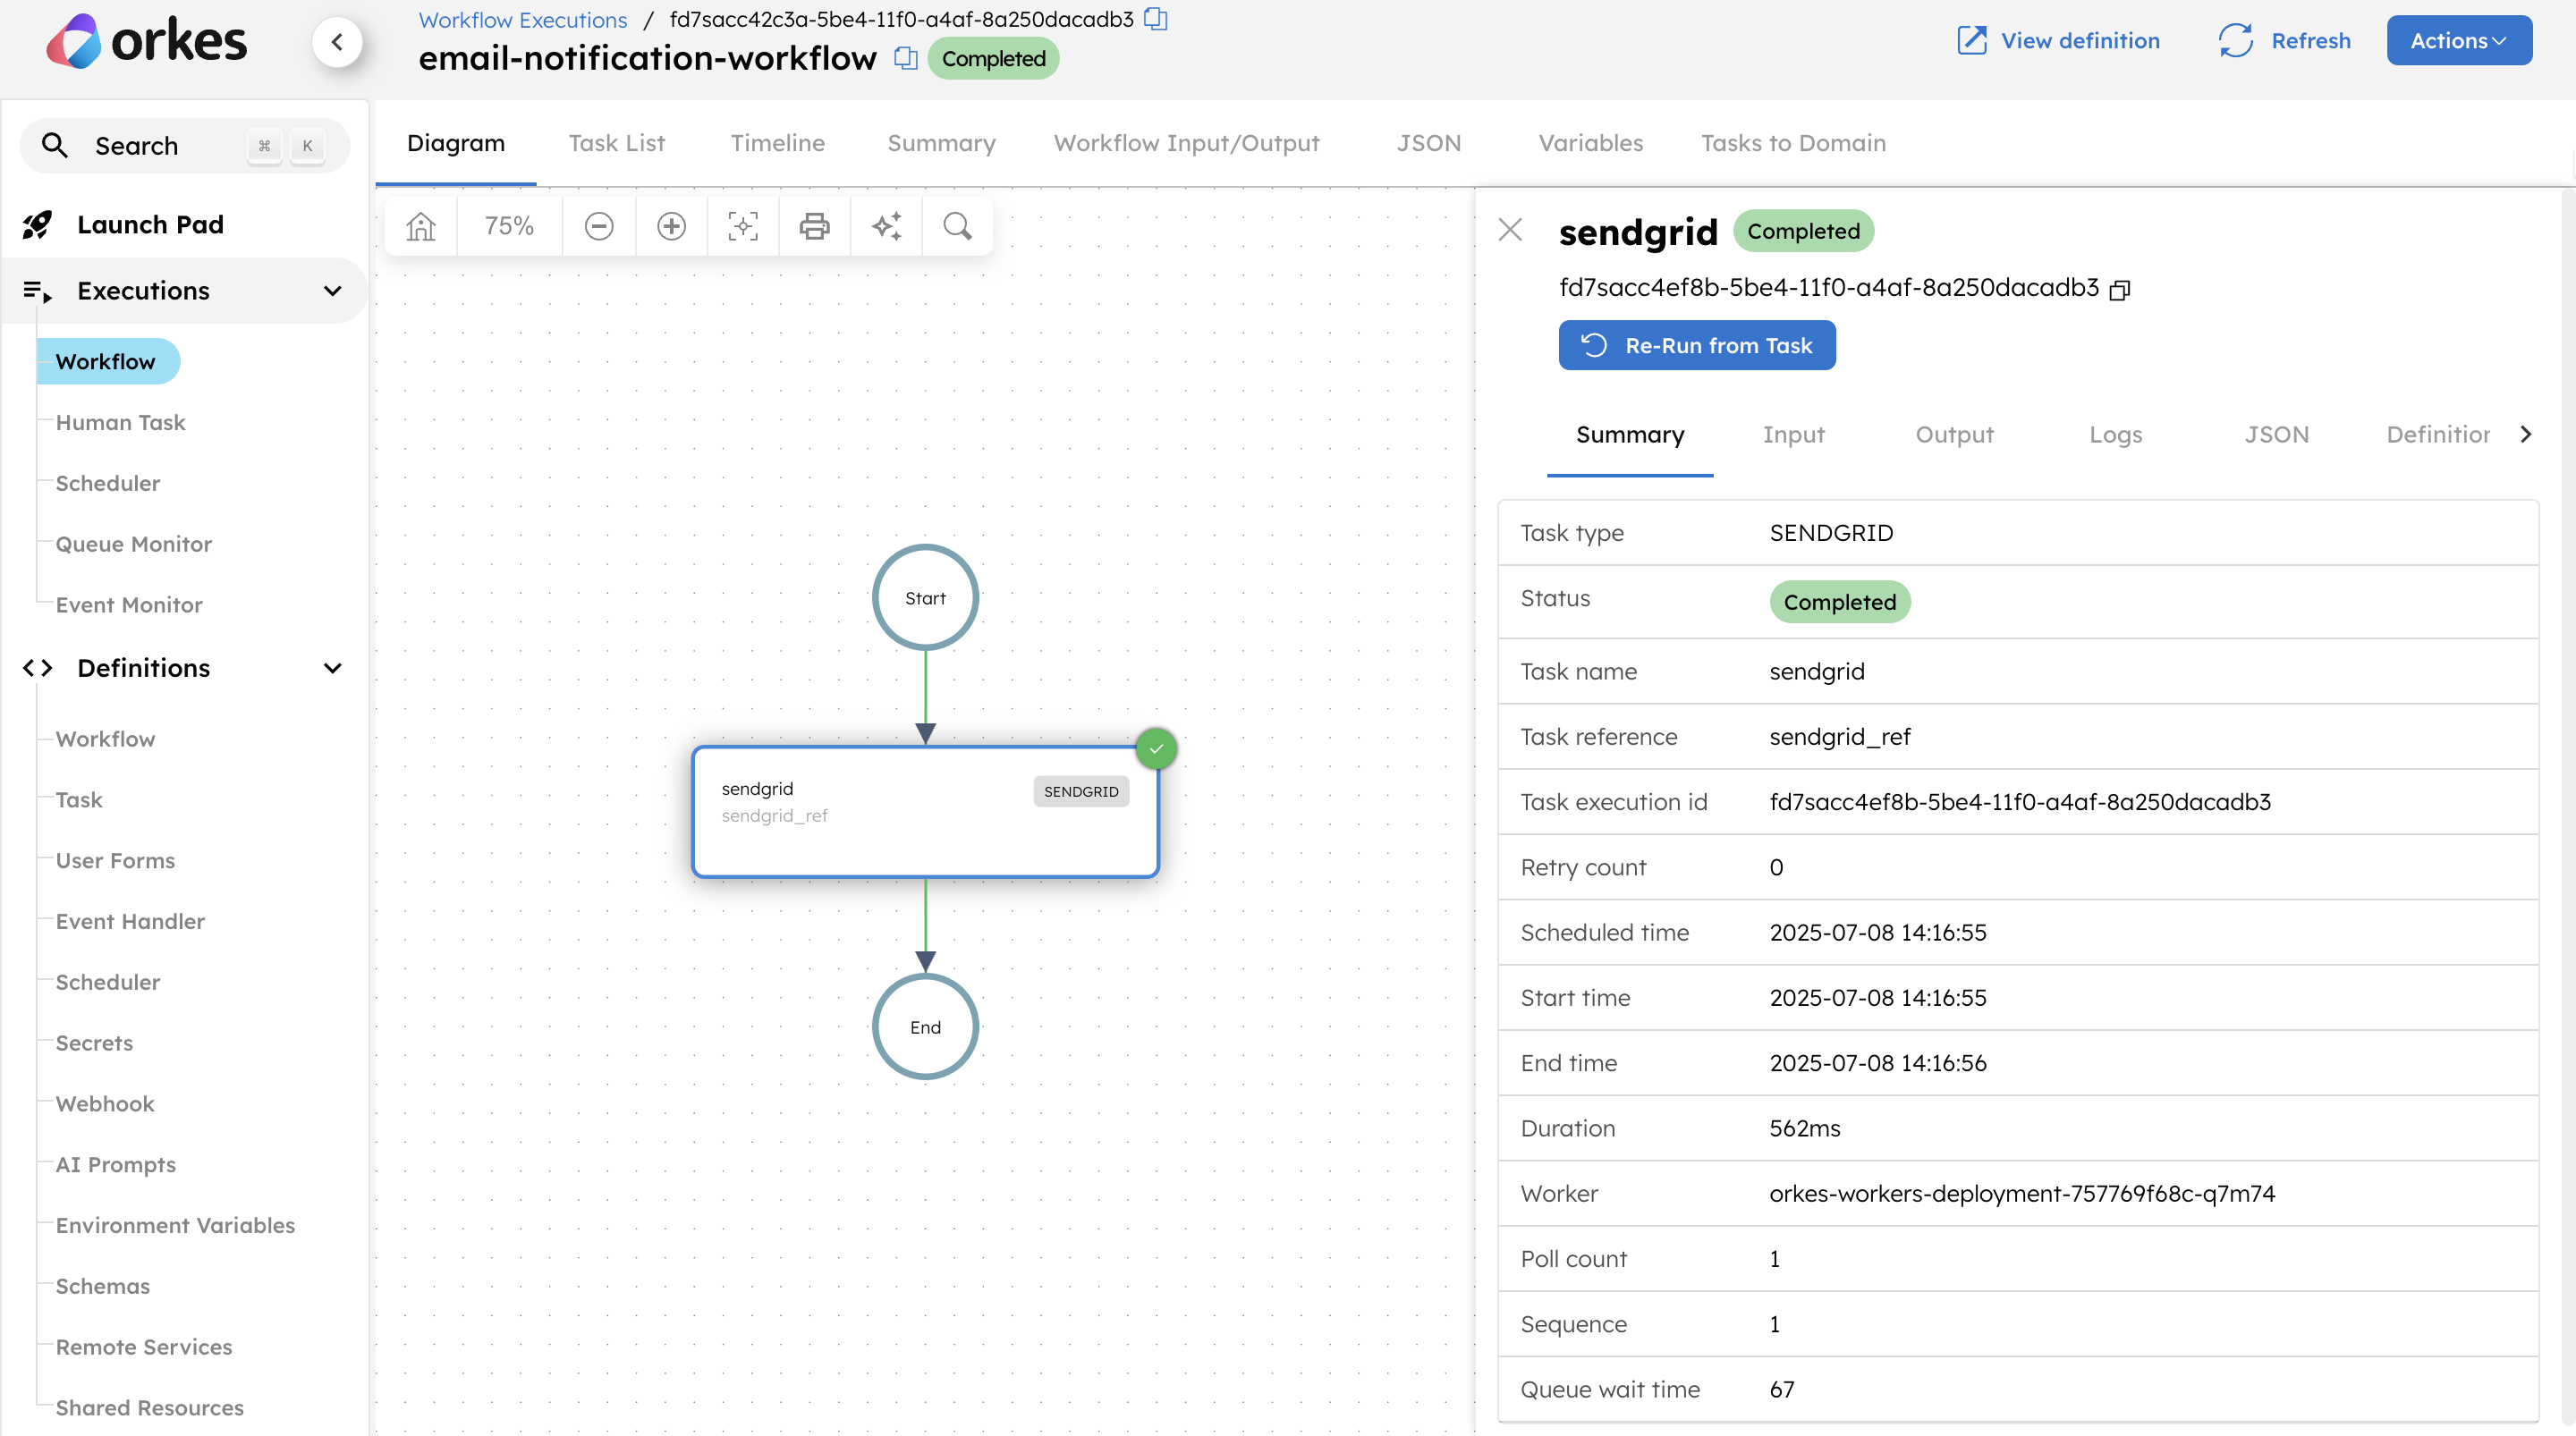 orkes
Workflow Executions / fd7sacc42c3a-5be4-11f0-a4af-8a250dacadb3
email-notification-workflow Completed
View definition
Refresh
Actions
Search ⌘ K
Launch Pad
Executions
Workflow
Human Task
Scheduler
Queue Monitor
Event Monitor
Definitions
Workflow
Task
User Forms
Event Handler
Scheduler
Secrets
Webhook
AI Prompts
Environment Variables
Schemas
Remote Services
Shared Resources
Diagram Task List Timeline Summary Workflow Input/Output JSON Variables Tasks to Domain
75%
Start
sendgrid SENDGRID
sendgrid_ref
End
sendgrid Completed
fd7sacc4ef8b-5be4-11f0-a4af-8a250dacadb3
Re-Run from Task
Summary Input Output Logs JSON Definition
Task type SENDGRID
Status Completed
Task name sendgrid
Task reference sendgrid_ref
Task execution id fd7sacc4ef8b-5be4-11f0-a4af-8a250dacadb3
Retry count 0
Scheduled time 2025-07-08 14:16:55
Start time 2025-07-08 14:16:55
End time 2025-07-08 14:16:56
Duration 562ms
Worker orkes-workers-deployment-757769f68c-q7m74
Poll count 1
Sequence 1
Queue wait time 67